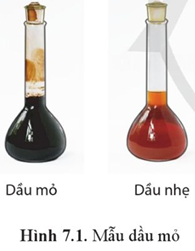 Dầu mỏ Dầu nhẹ
Hình 7.1. Mẫu dầu mỏ